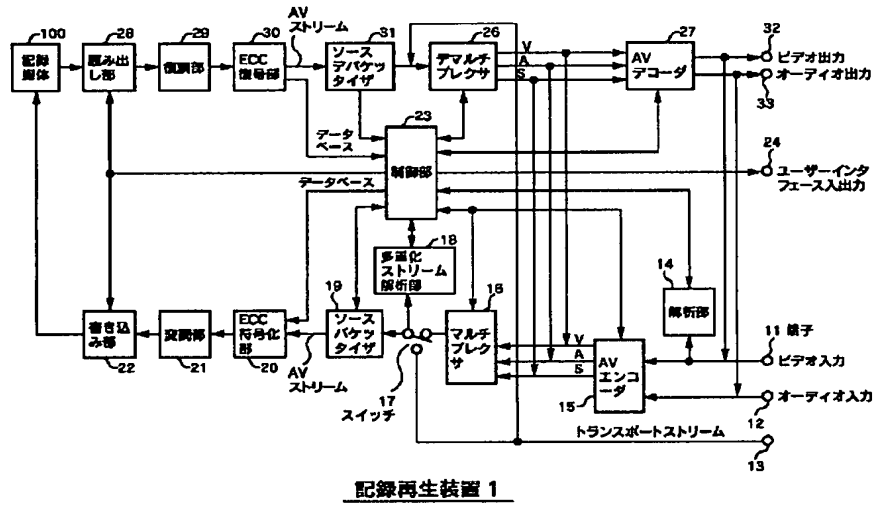 100
記録
媒体
28
読み出
し部
29
復調部
30
ECC
復号部
AV
ストリーム
31
ソース
デパケッ
タイザ
26
デマルチ
プレクサ
V
A
S
27
AV
デコーダ
32
ビデオ出力
オーディオ出力
33
データ
ベース
23
制御部
24
ユーザーインタ
フェース入出力
データベース
18
多重化
ストリーム
解析部
14
解析部
22
書き込
み部
21
変調部
20
ECC
符号化
部
AV
ストリーム
19
ソース
パケッ
タイザ
17
スイッチ
16
マルチ
プレク
サ
V
A
S
15
AV
エンコ
ーダ
11 端子
ビデオ入力
オーディオ入力
12
トランスポートストリーム
13
記録再生装置 1